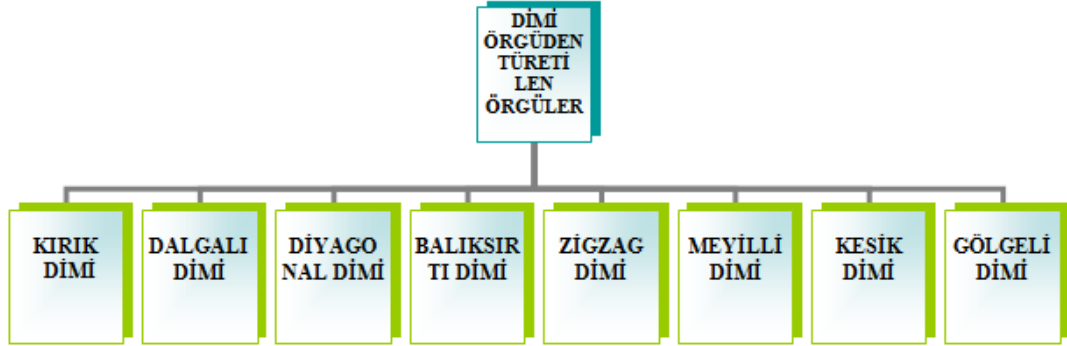 DİMİ
ÖRGÜDEN
TÜRETİ
LEN
ÖRGÜLER
KIRIK
DİMİ
DALGALI
DİMİ
DİYAGO
NAL DİMİ
BALIKSIR
TI DİMİ
ZİGZAG
DİMİ
MEYİLLİ
DİMİ
KESİK
DİMİ
GÖLGELİ
DİMİ